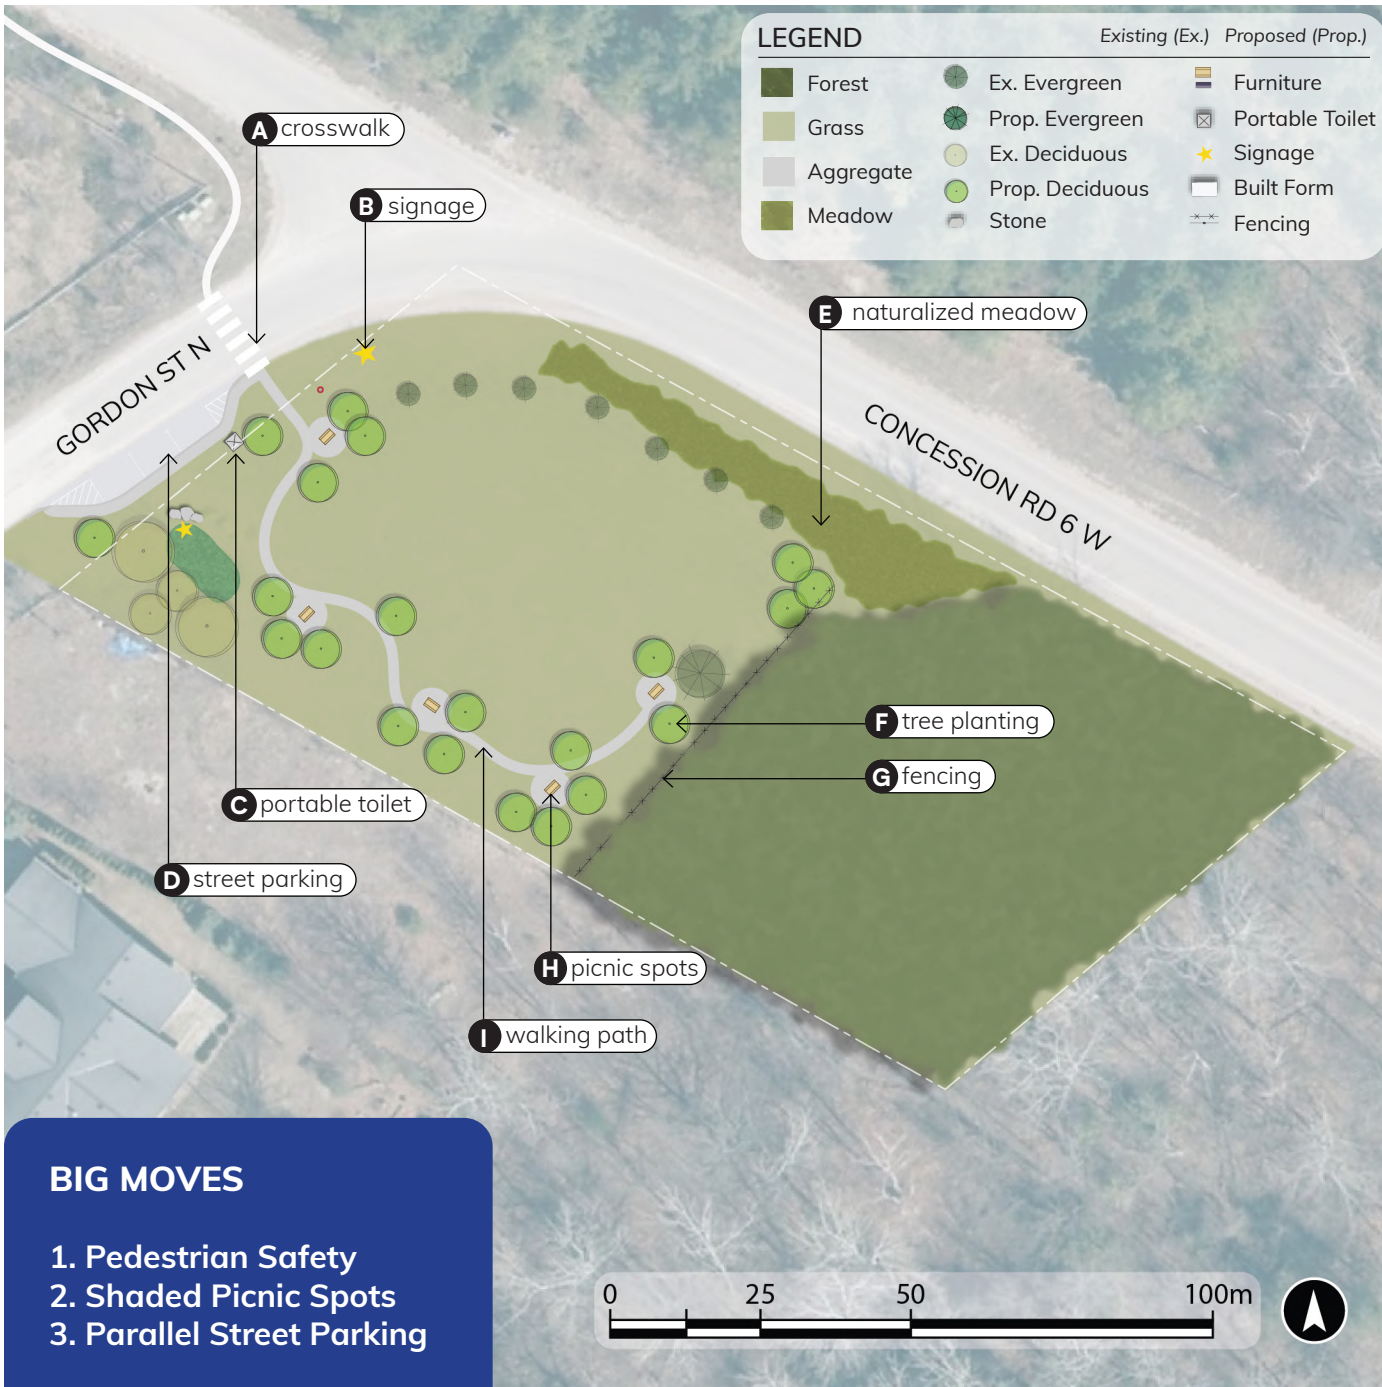 LEGEND
Existing (Ex.) Proposed (Prop.)
Forest
Grass
Aggregate
Meadow
Ex. Evergreen
Prop. Evergreen
Ex. Deciduous
Prop. Deciduous
Stone
Furniture
Portable Toilet
Signage
Built Form
Fencing
A crosswalk
B signage
E naturalized meadow
GORDON ST N
CONCESSION RD 6 W
F tree planting
G fencing
C portable toilet
D street parking
H picnic spots
I walking path
BIG MOVES
1. Pedestrian Safety
2. Shaded Picnic Spots
3. Parallel Street Parking
0 25 50 100m